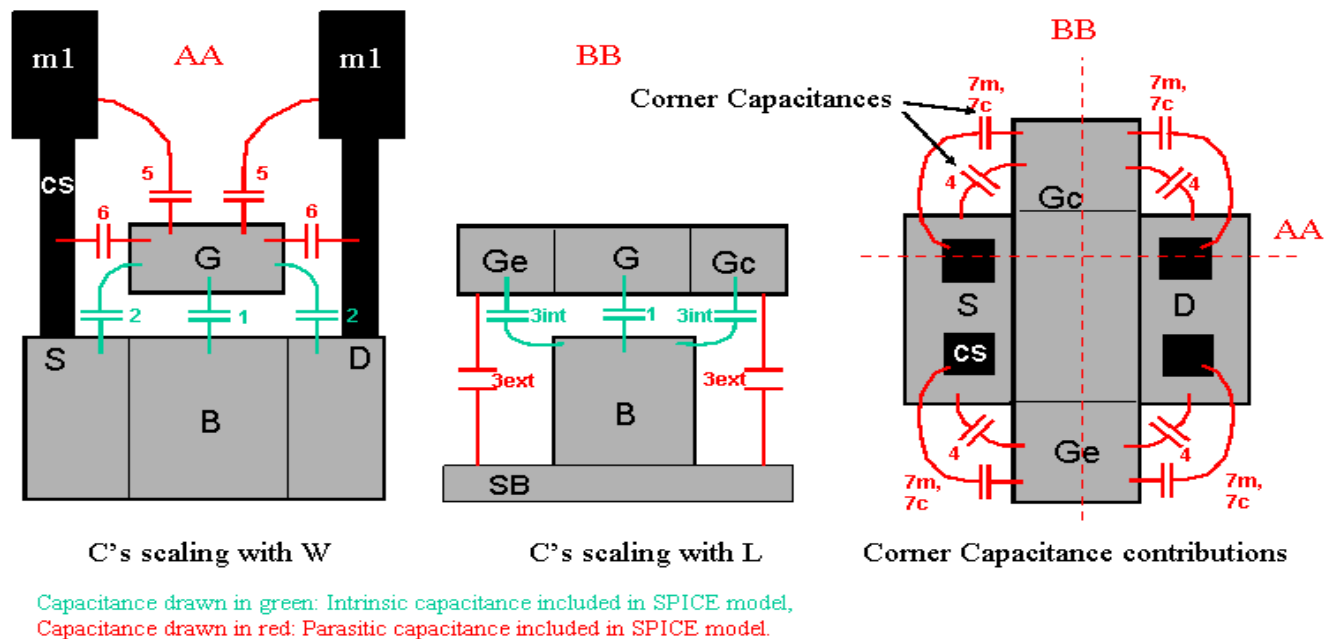 m1
AA
m1
cs
5
5
6
6
G
2
1
2
S
D
B
C's scaling with W
BB
Ge
G
Gc
3int
1
3int
3ext
3ext
B
SB
C's scaling with L
BB
Corner Capacitances
7m,
7c
7m,
7c
4
4
Gc
AA
S
D
cs
4
4
Ge
7m,
7c
7m,
7c
Corner Capacitance contributions
Capacitance drawn in green: Intrinsic capacitance included in SPICE model,
Capacitance drawn in red: Parasitic capacitance included in SPICE model.